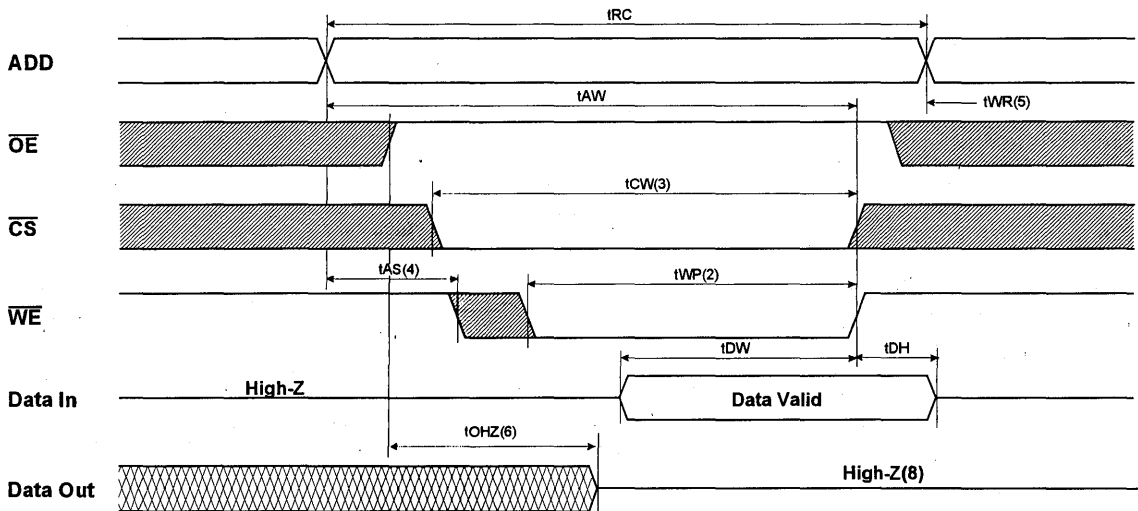 tRC
ADD
tAW
tWR(5)
OE
tCW(3)
CS
tAS(4)
tWP(2)
WE
tDW
tDH
High-Z
Data In
Data Valid
tOHZ(6)
High-Z(8)
Data Out